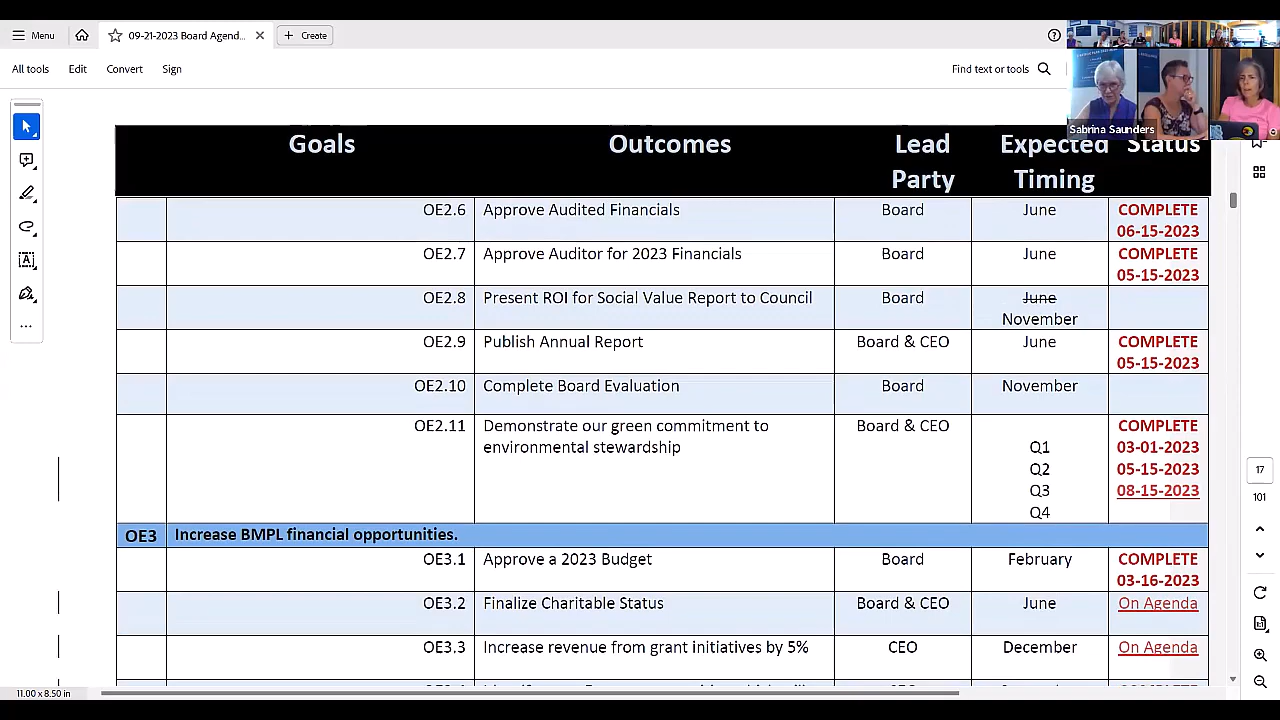 Menu
09-21-2023 Board Agend...
Create
All tools Edit Convert Sign
Find text or tools
Sabrina Saunders
Goals Outcomes Lead Party Expected Timing Status
OE2.6 Approve Audited Financials Board June COMPLETE 06-15-2023
OE2.7 Approve Auditor for 2023 Financials Board June COMPLETE 05-15-2023
OE2.8 Present ROI for Social Value Report to Council Board June November
OE2.9 Publish Annual Report Board & CEO June COMPLETE 05-15-2023
OE2.10 Complete Board Evaluation Board November
OE2.11 Demonstrate our green commitment to environmental stewardship Board & CEO Q1 Q2 Q3 Q4 COMPLETE 03-01-2023 05-15-2023 08-15-2023
OE3 Increase BMPL financial opportunities.
OE3.1 Approve a 2023 Budget Board February COMPLETE 03-16-2023
OE3.2 Finalize Charitable Status Board & CEO June On Agenda
OE3.3 Increase revenue from grant initiatives by 5% CEO December On Agenda
17
101
11.00 x 8.50 in